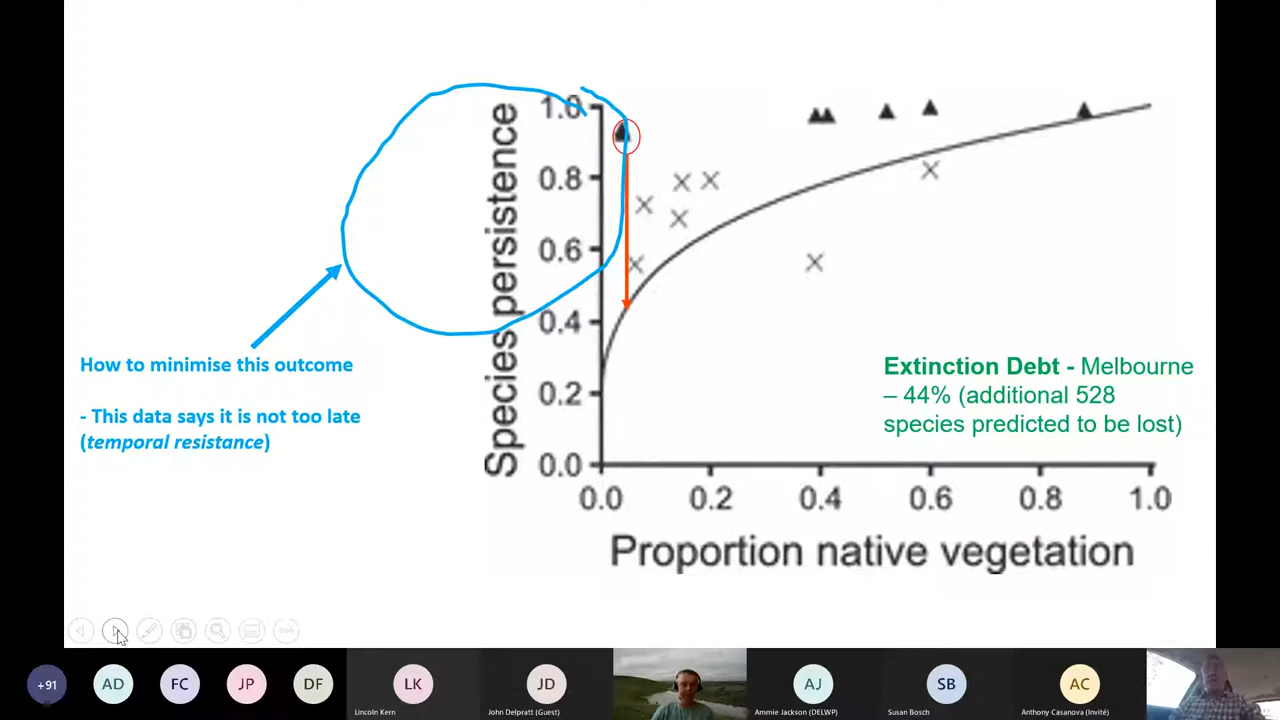 Species persistence
1.0
0.8
0.6
0.4
0.2
0.0
0.0 0.2 0.4 0.6 0.8 1.0
Proportion native vegetation
How to minimise this outcome
- This data says it is not too late
(temporal resistance)
Extinction Debt - Melbourne
– 44% (additional 528
species predicted to be lost)
+91
AD
FC
JP
DF
LK
Lincoln Kern
JD
John Delpratt (Guest)
AJ
Ammie Jackson (DELWP)
SB
Susan Bosch
AC
Anthony Casanova (Invité)